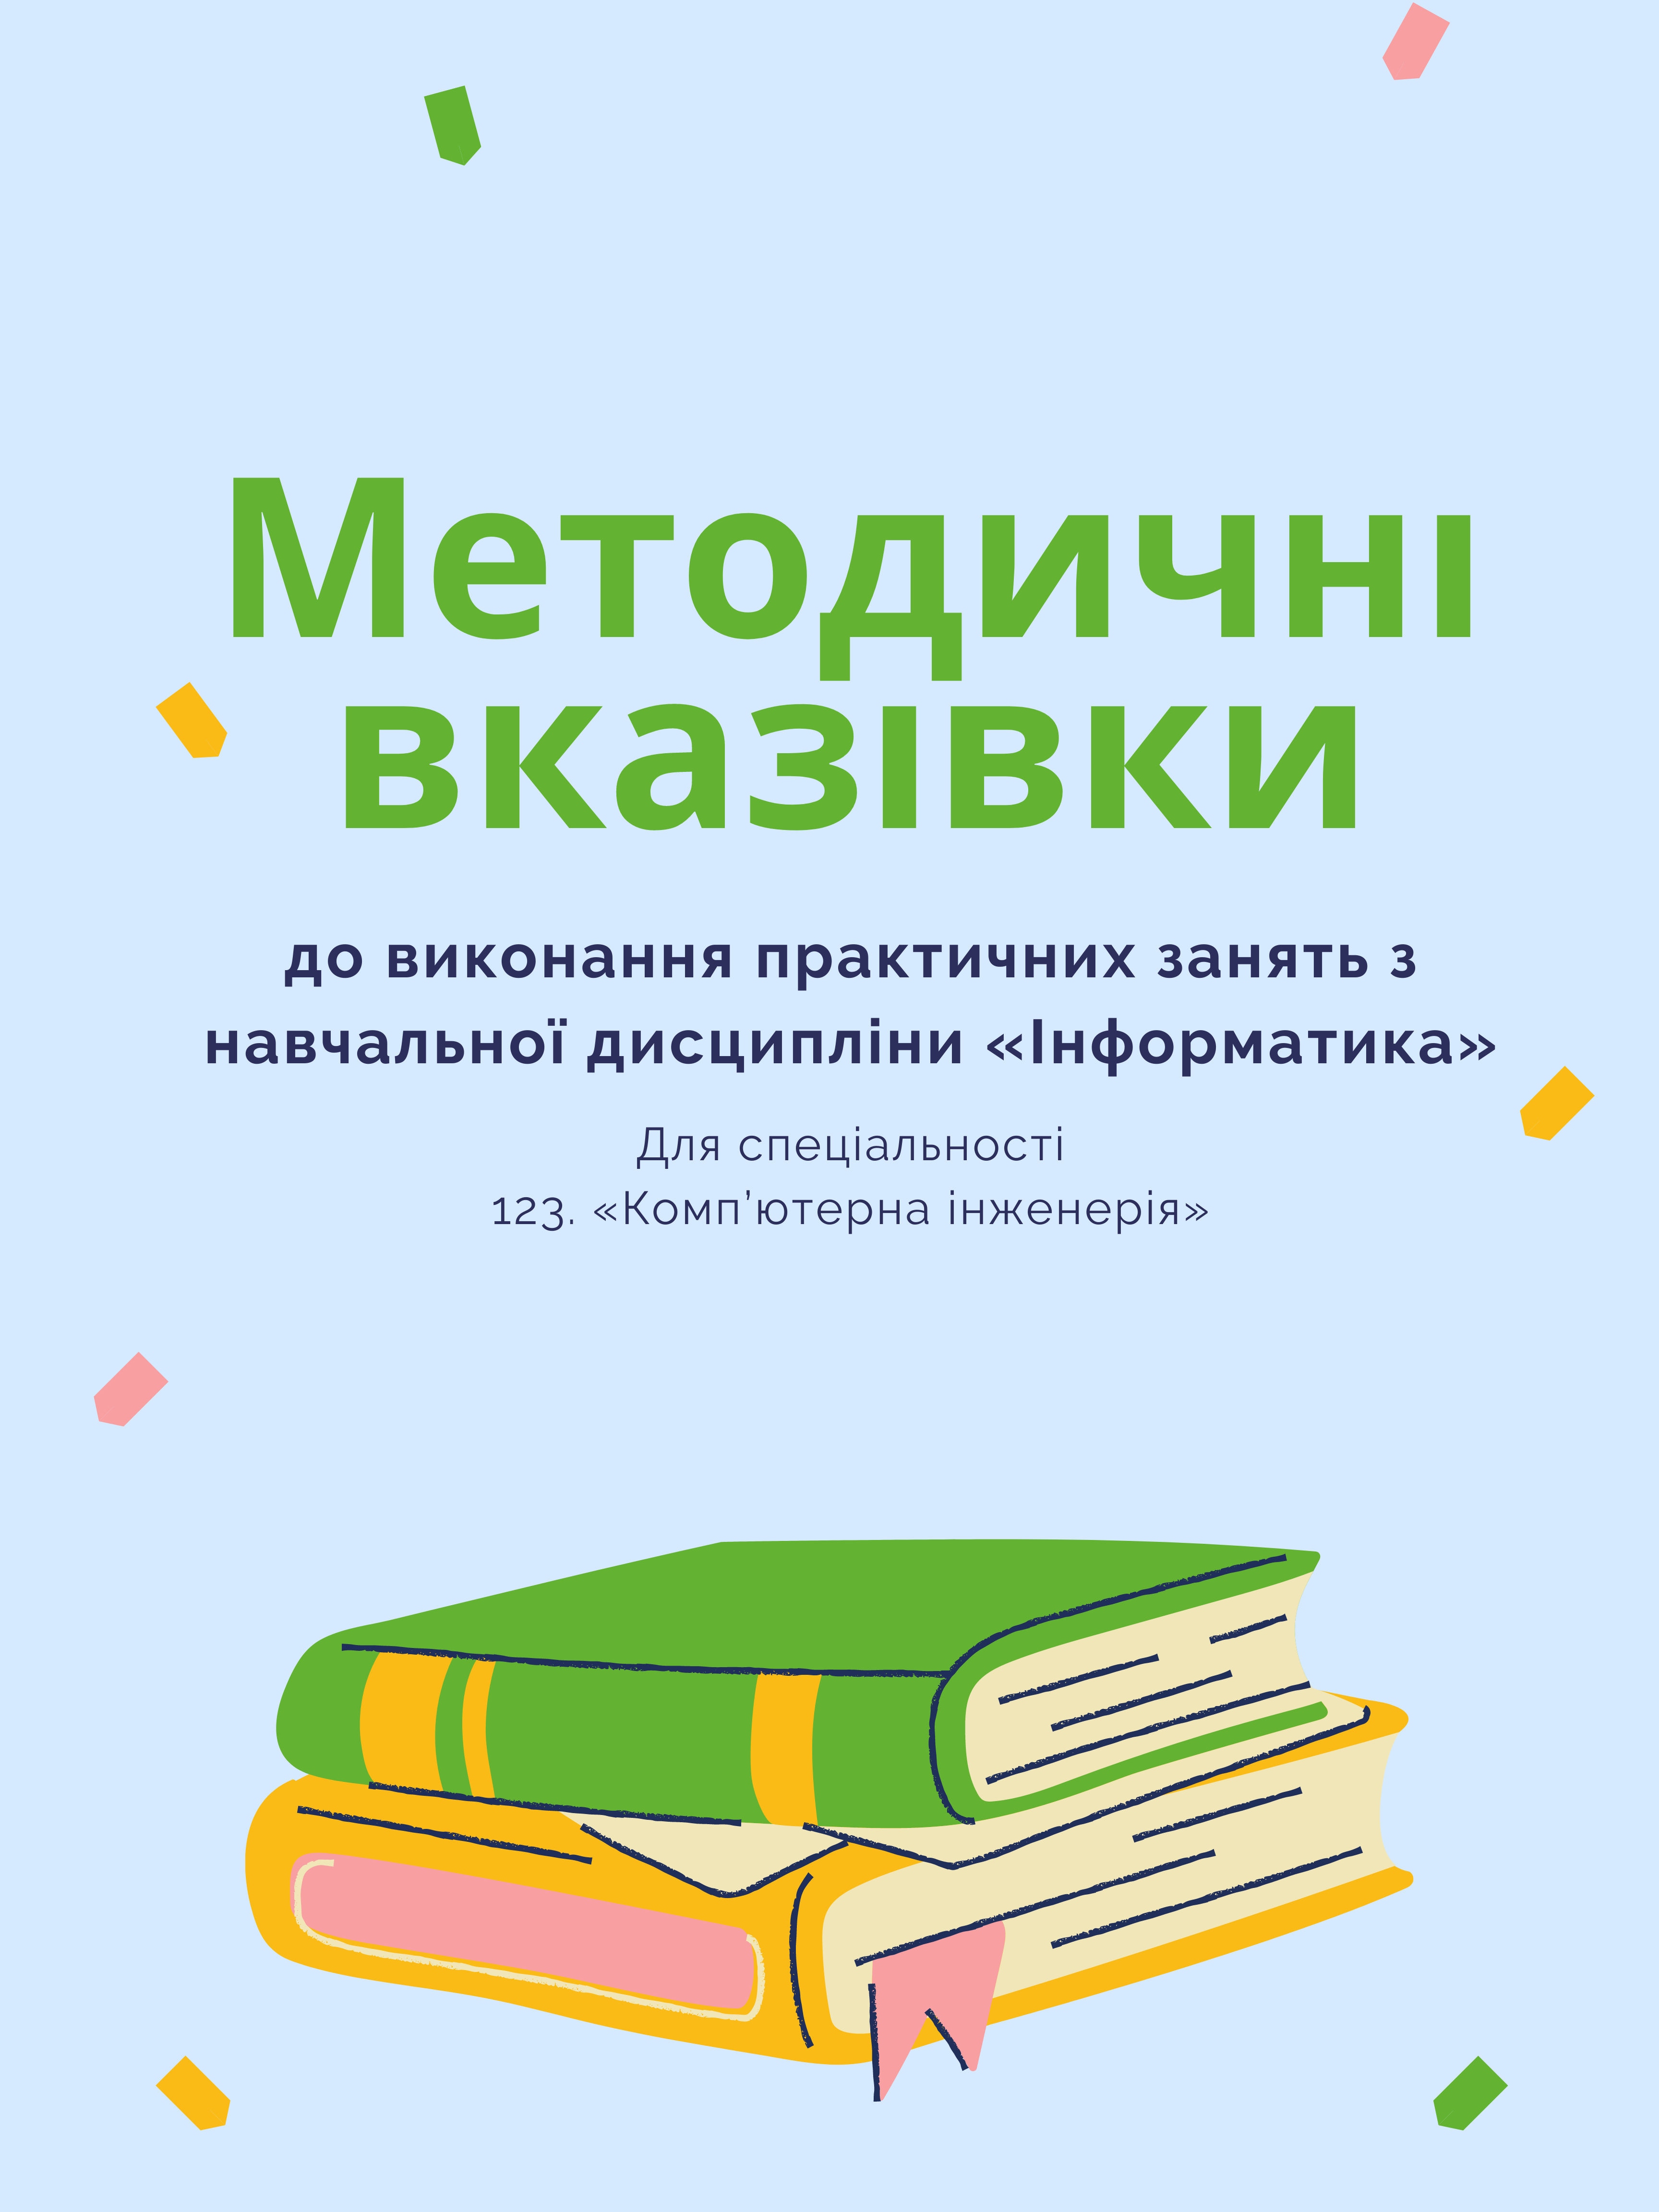 Методичні
вказівки
до виконання практичних занять з
навчальної дисципліни «Інформатика»
Для спеціальності
123. «Комп'ютерна інженерія»